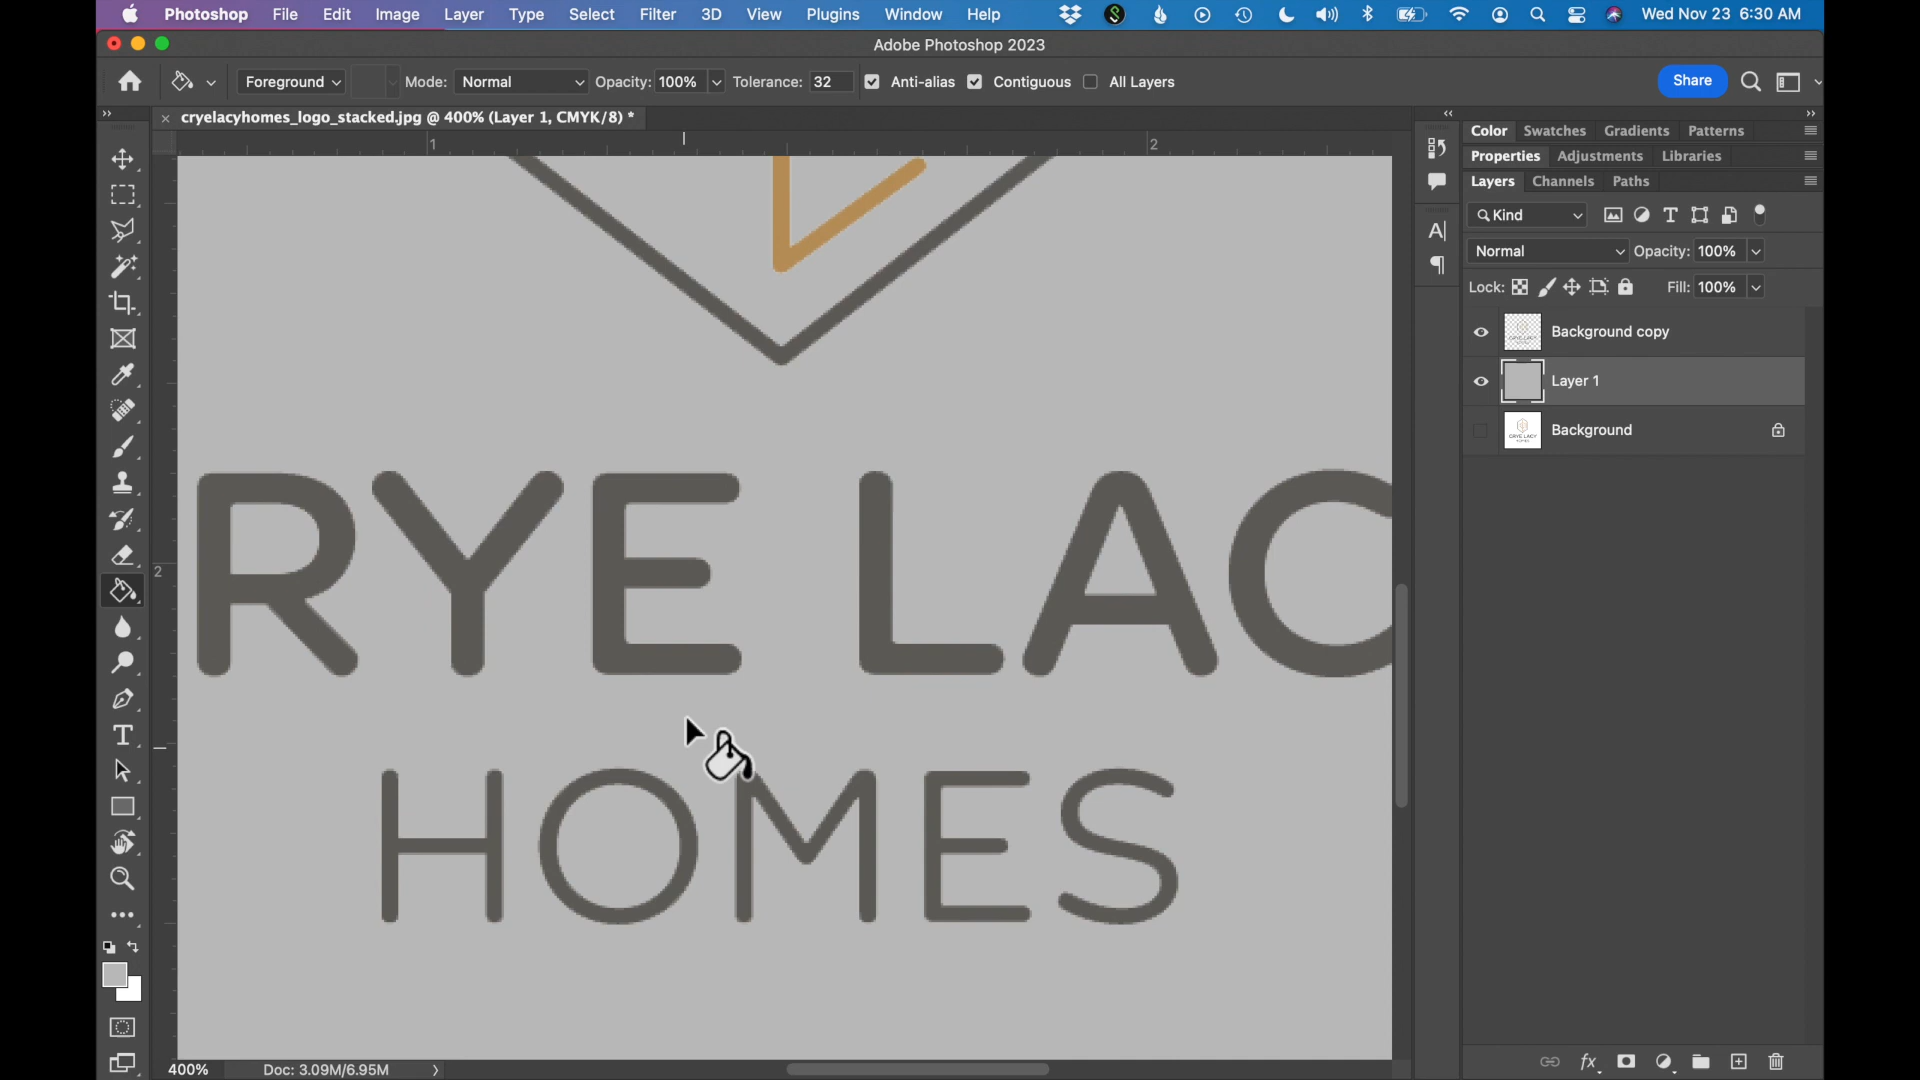 Photoshop File Edit Image Layer Type Select Filter 3D View Plugins Window Help Wed Nov 23 6:30 AM
Adobe Photoshop 2023
Foreground Mode: Normal Opacity: 100% Tolerance: 32 Anti-alias Contiguous All Layers Share
cryelacyhomes_logo_stacked.jpg @ 400% (Layer 1, CMYK/8) *
Color Swatches Gradients Patterns
1 2
Properties Adjustments Libraries
Layers Channels Paths
Kind
Normal Opacity: 100%
Lock: Fill: 100%
Background copy
Layer 1
Background
RYE LAC
2
HOMES
400% Doc: 3.09M/6.95M